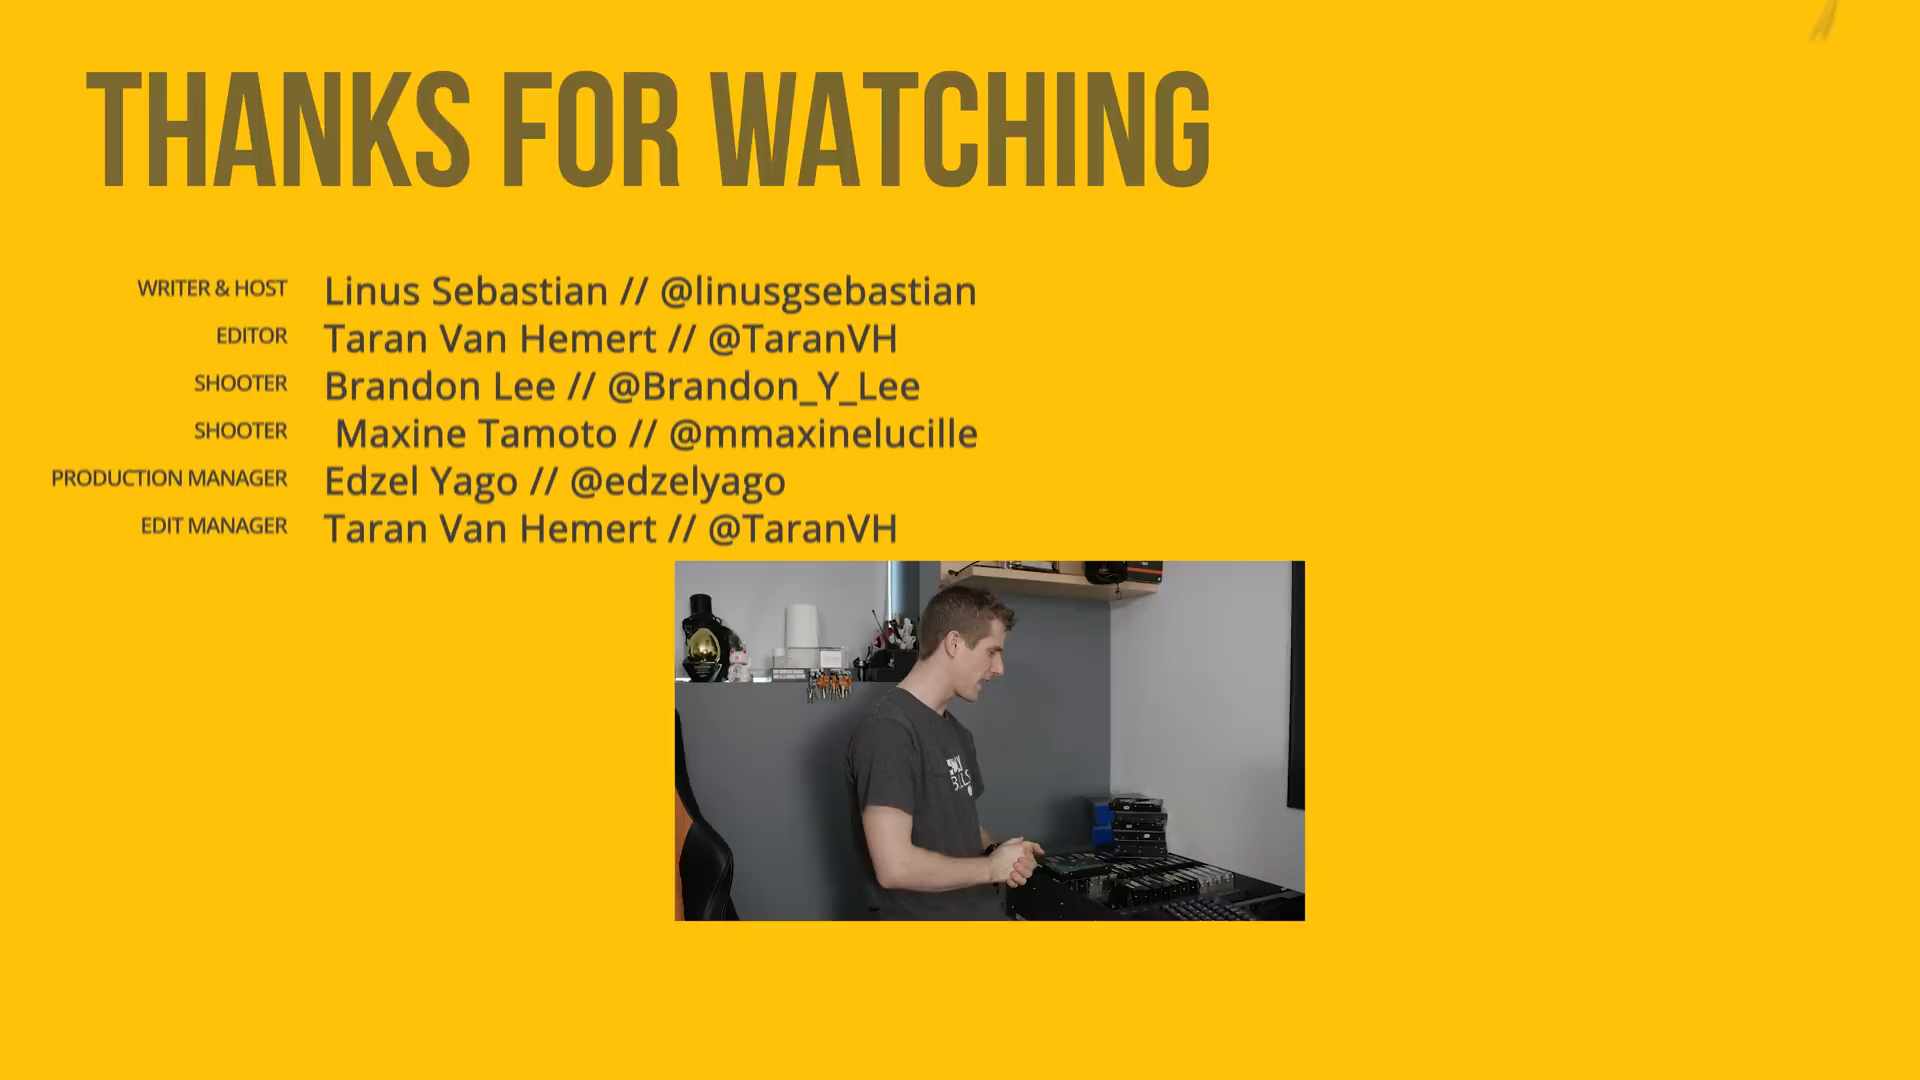 THANKS FOR WATCHING
WRITER & HOST Linus Sebastian // @linusgsebastian
EDITOR Taran Van Hemert // @TaranVH
SHOOTER Brandon Lee // @Brandon_Y_Lee
SHOOTER Maxine Tamoto // @mmaxinelucille
PRODUCTION MANAGER Edzel Yago // @edzelyago
EDIT MANAGER Taran Van Hemert // @TaranVH